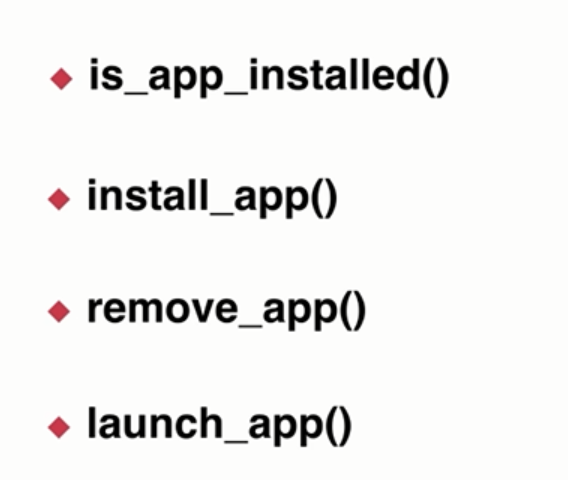 is_app_installed()
install_app()
remove_app()
launch_app()